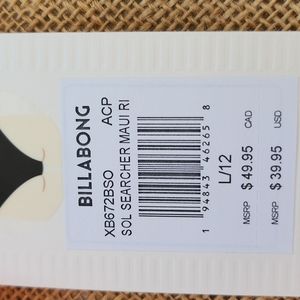 BILLABONG
XB672BSO ACP
SOL SEARCHER MAUI RI
1 94843 46265 8
L/12
MSRP $ 49.95 CAD
MSRP $ 39.95 USD